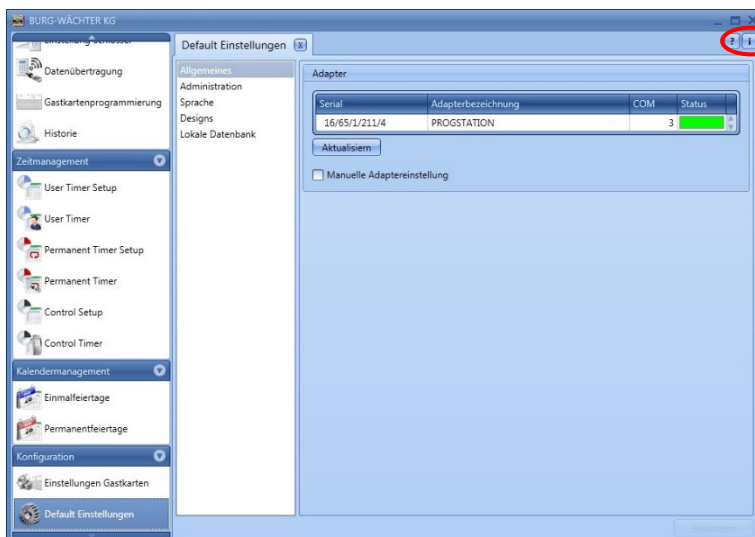 BURG-WÄCHTER KG
Default Einstellungen x
? i
Datenübertragung
Gastkartenprogrammierung
Historie
Zeitmanagement
User Timer Setup
User Timer
Permanent Timer Setup
Permanent Timer
Control Setup
Control Timer
Kalendermanagement
Einmalfeiertage
Permanentfeiertage
Konfiguration
Einstellungen Gastkarten
Default Einstellungen
Allgemeines
Administration
Sprache
Designs
Lokale Datenbank
Adapter
Serial Adapterbezeichnung COM Status
16/65/1/211/4 PROGSTATION 3
Aktualisiern
Manuelle Adaptereinstellung